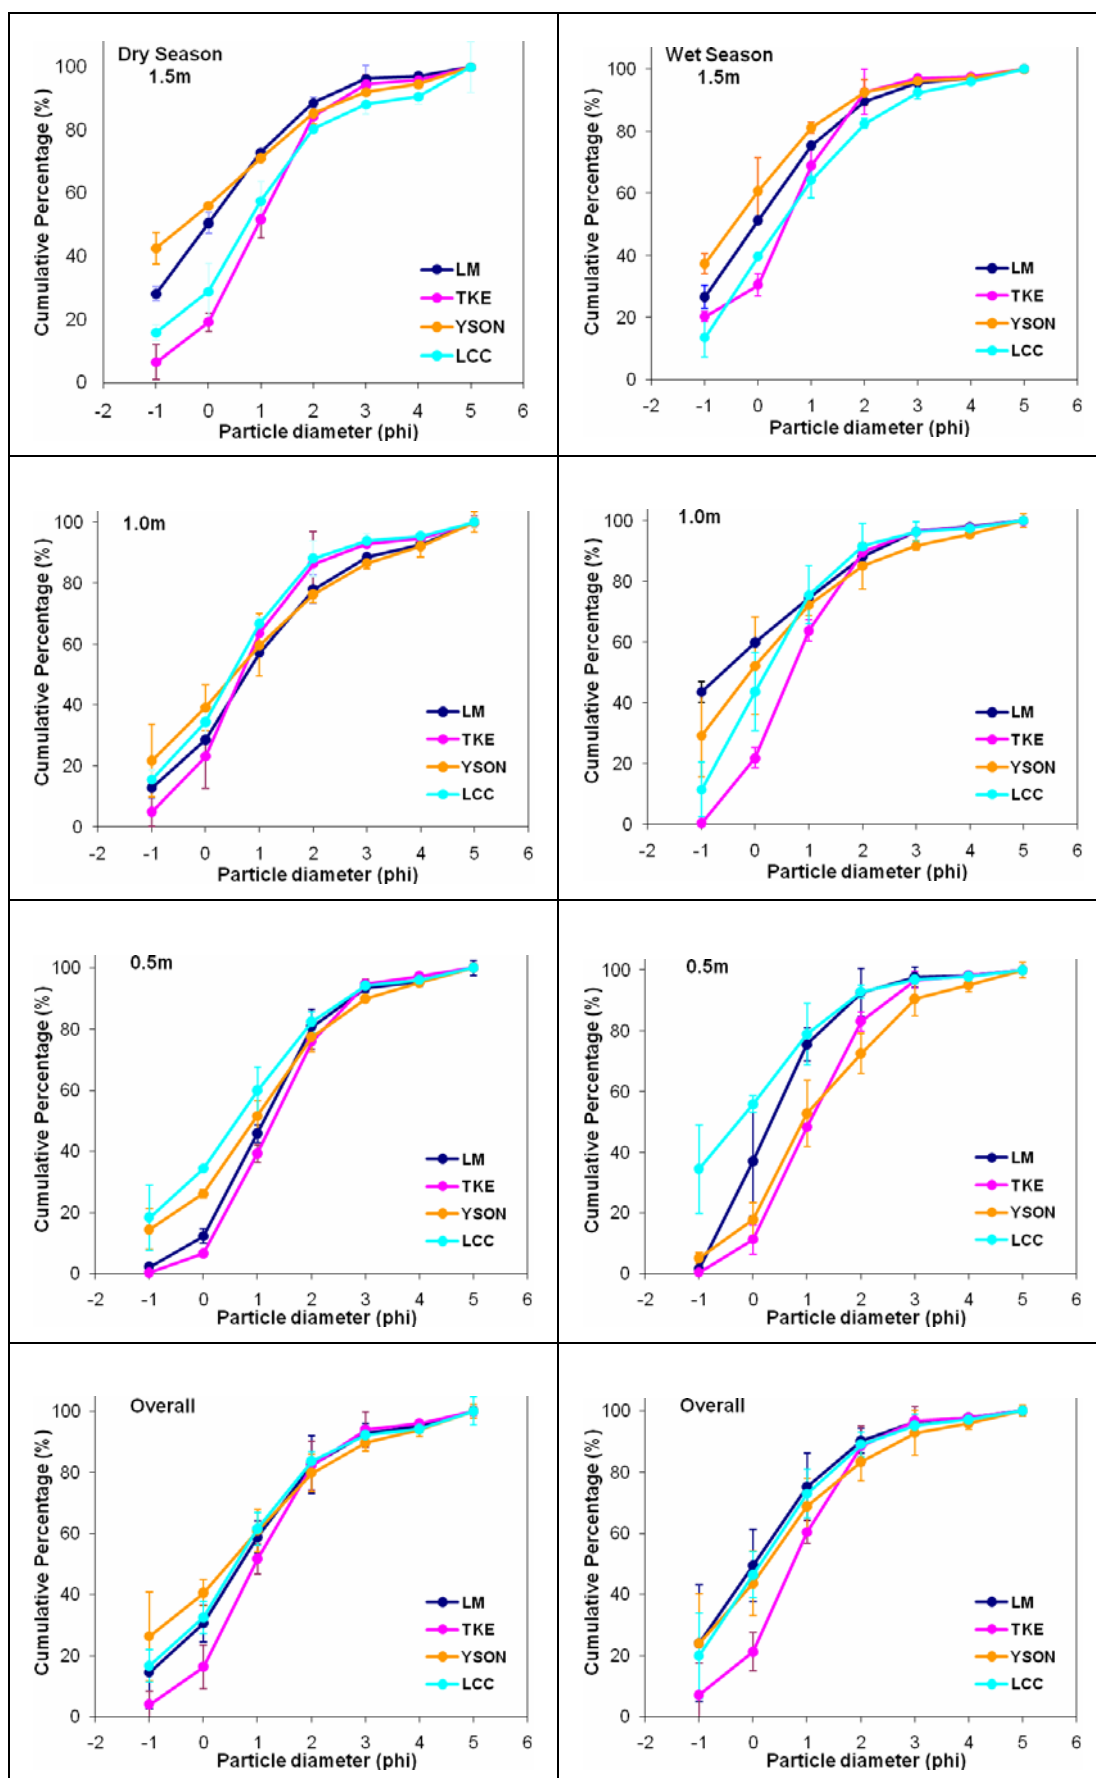 Dry Season
1.5m
Cumulative Percentage (%)
100
80
60
40
20
0
-2 -1 0 1 2 3 4 5 6
Particle diameter (phi)
LM
TKE
YSON
LCC
Wet Season
1.5m
Cumulative Percentage (%)
100
80
60
40
20
0
-2 -1 0 1 2 3 4 5 6
Particle diameter (phi)
LM
TKE
YSON
LCC
1.0m
Cumulative Percentage (%)
100
80
60
40
20
0
-2 -1 0 1 2 3 4 5 6
Particle diameter (phi)
LM
TKE
YSON
LCC
1.0m
Cumulative Percentage (%)
100
80
60
40
20
0
-2 -1 0 1 2 3 4 5 6
Particle diameter (phi)
LM
TKE
YSON
LCC
0.5m
Cumulative Percentage (%)
100
80
60
40
20
0
-2 -1 0 1 2 3 4 5 6
Particle diameter (phi)
LM
TKE
YSON
LCC
0.5m
Cumulative Percentage (%)
100
80
60
40
20
0
-2 -1 0 1 2 3 4 5 6
Particle diameter (phi)
LM
TKE
YSON
LCC
Overall
Cumulative Percentage (%)
100
80
60
40
20
0
-2 -1 0 1 2 3 4 5 6
Particle diameter (phi)
LM
TKE
YSON
LCC
Overall
Cumulative Percentage (%)
100
80
60
40
20
0
-2 -1 0 1 2 3 4 5 6
Particle diameter (phi)
LM
TKE
YSON
LCC